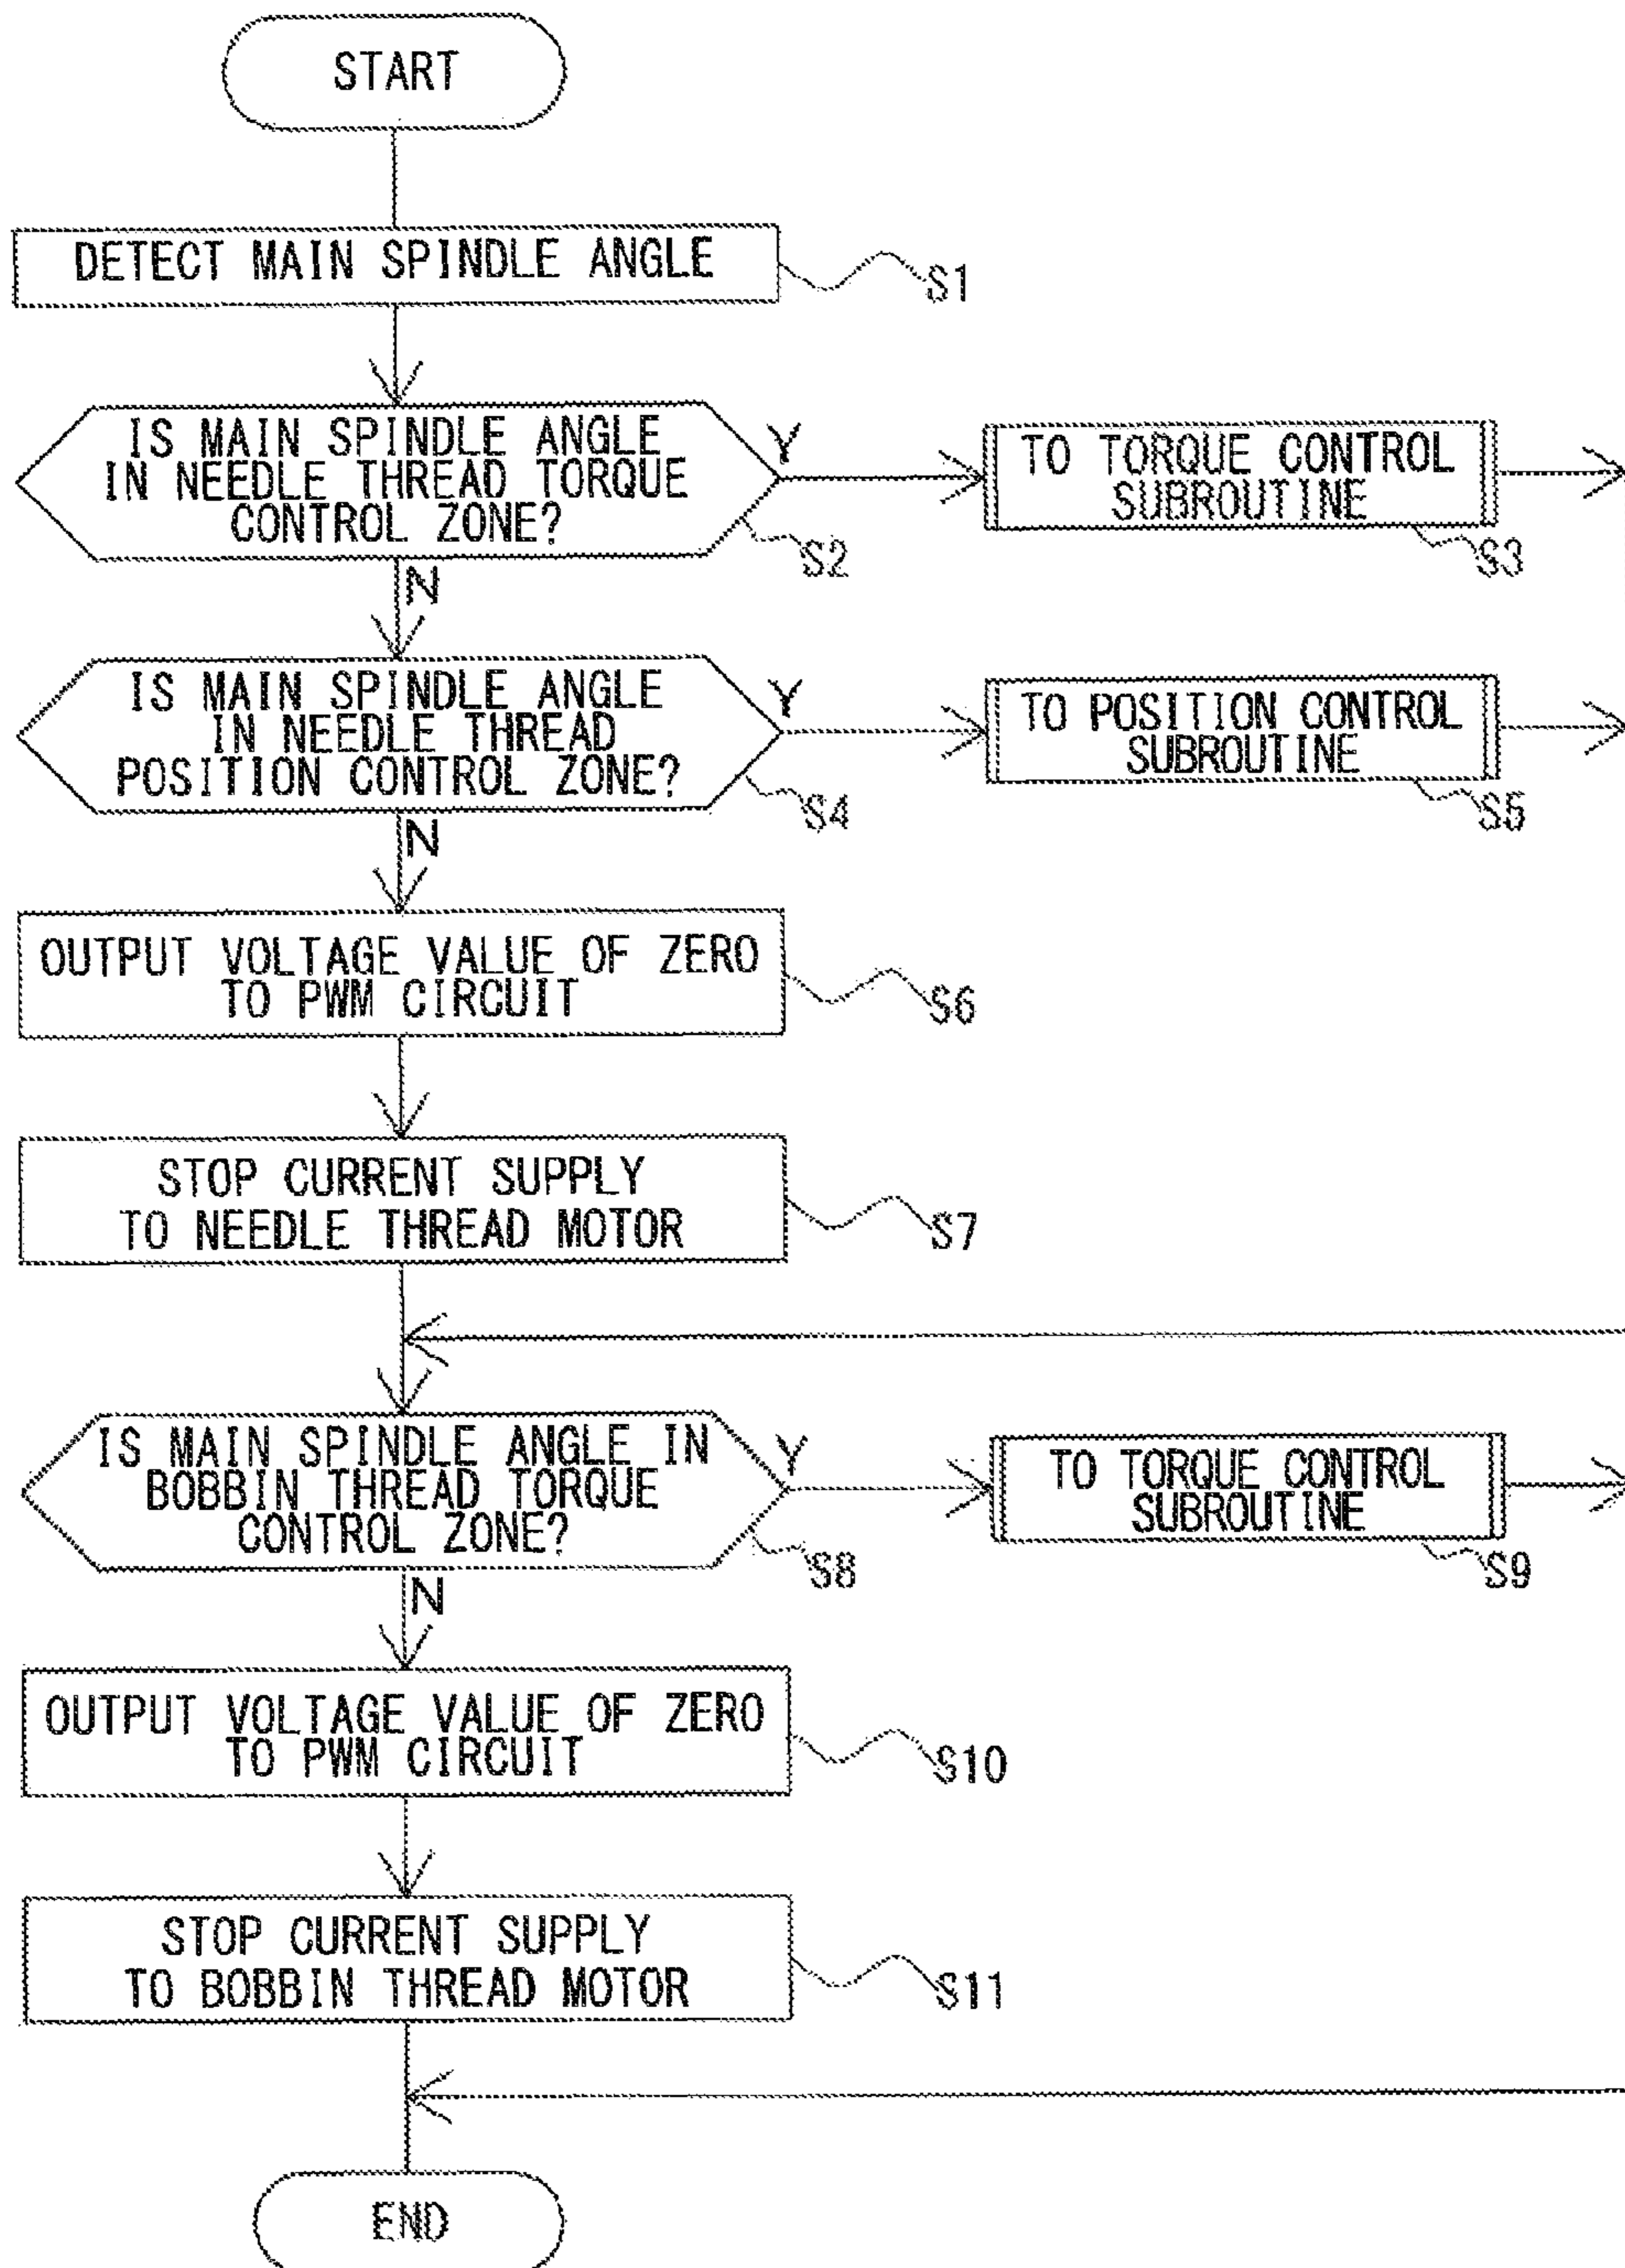 START
DETECT MAIN SPINDLE ANGLE
S1
IS MAIN SPINDLE ANGLE
IN NEEDLE THREAD TORQUE
CONTROL ZONE?
Y
S2
TO TORQUE CONTROL
SUBROUTINE
S3
N
IS MAIN SPINDLE ANGLE
IN NEEDLE THREAD
POSITION CONTROL ZONE?
Y
S4
TO POSITION CONTROL
SUBROUTINE
S5
N
OUTPUT VOLTAGE VALUE OF ZERO
TO PWM CIRCUIT
S6
STOP CURRENT SUPPLY
TO NEEDLE THREAD MOTOR
S7
IS MAIN SPINDLE ANGLE IN
BOBBIN THREAD TORQUE
CONTROL ZONE?
Y
S8
TO TORQUE CONTROL
SUBROUTINE
S9
N
OUTPUT VOLTAGE VALUE OF ZERO
TO PWM CIRCUIT
S10
STOP CURRENT SUPPLY
TO BOBBIN THREAD MOTOR
S11
END